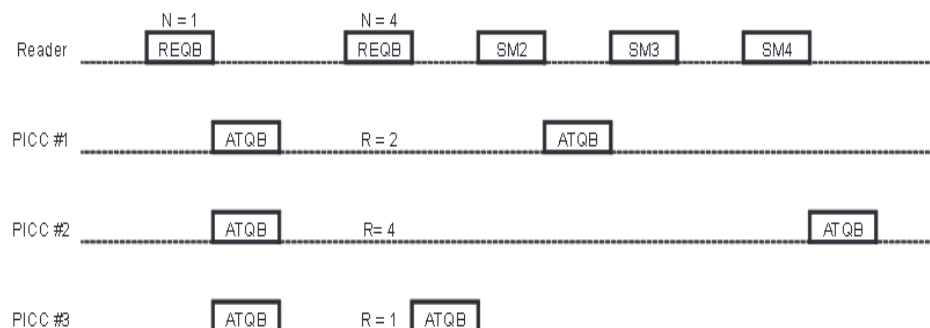 N = 1 N = 4
Reader REQB REQB SM2 SM3 SM4
PICC #1 ATQB R = 2 ATQB
PICC #2 ATQB R= 4 ATQB
PICC #3 ATQB R = 1 ATQB